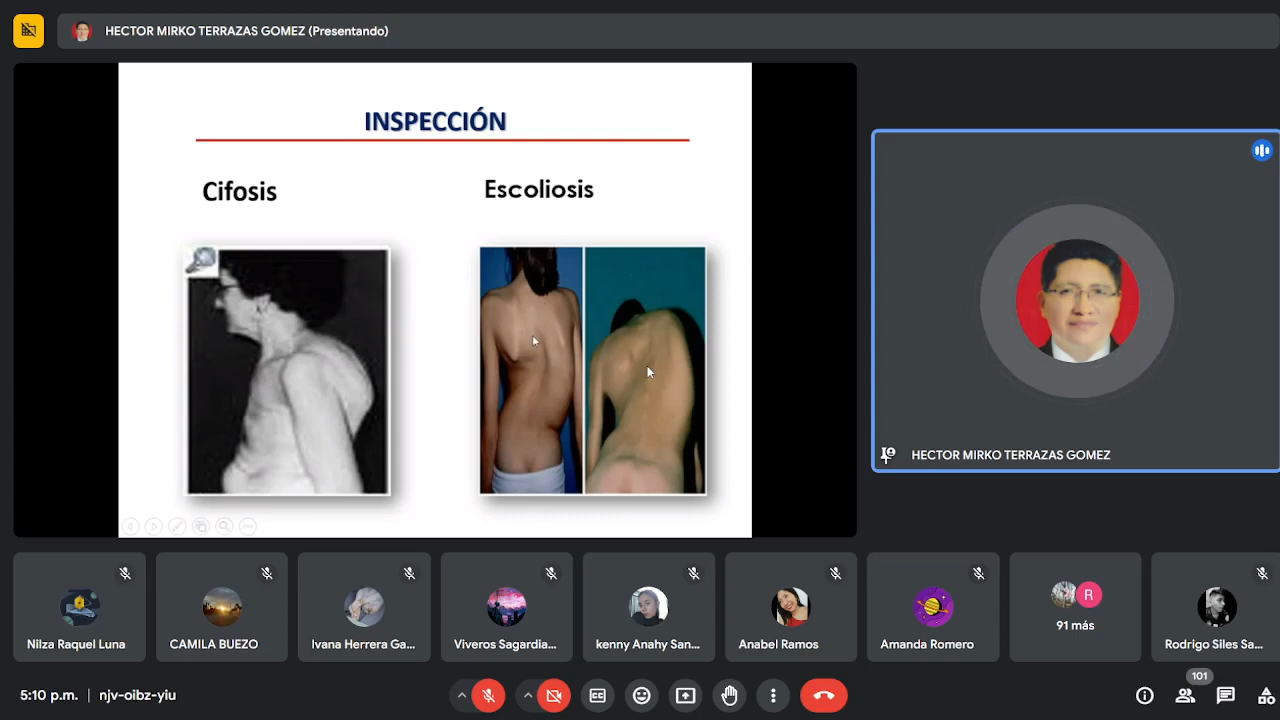 HECTOR MIRKO TERRAZAS GOMEZ (Presentando)
INSPECCIÓN
Cifosis
Escoliosis
HECTOR MIRKO TERRAZAS GOMEZ
Nilza Raquel Luna
CAMILA BUEZO
Ivana Herrera Ga...
Viveros Sagardia...
kenny Anahy San...
Anabel Ramos
Amanda Romero
R
91 más
Rodrigo Siles Sa...
5:10 p.m. | njv-oibz-yiu
101